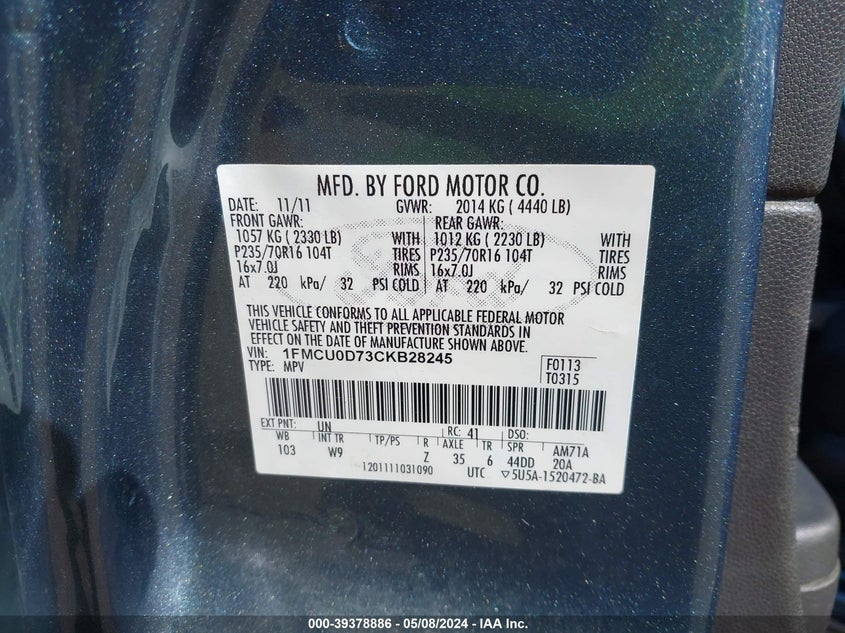 MFD. BY FORD MOTOR CO.
DATE: 11/11 GVWR: 2014 KG ( 4440 LB)
FRONT GAWR: REAR GAWR:
1057 KG ( 2330 LB) WITH 1012 KG ( 2230 LB) WITH
P235/70R16 104T TIRES P235/70R16 104T TIRES
16x7.0J RIMS 16x7.0J RIMS
AT 220 kPa/ 32 PSI COLD AT 220 kPa/ 32 PSI COLD
THIS VEHICLE CONFORMS TO ALL APPLICABLE FEDERAL MOTOR
VEHICLE SAFETY AND THEFT PREVENTION STANDARDS IN
EFFECT ON THE DATE OF MANUFACTURE SHOWN ABOVE.
VIN: 1FMCU0D73CKB28245 F0113
TYPE: MPV T0315
EXT PNT: UN RC: 41 DSO:
WB INT TR TP/PS R AXLE TR SPR AM71A
103 W9 Z 35 6 44DD 20A
1201111031090 UTC ▽5U5A-1520472-BA
000-39378886 - 05/08/2024 - IAA Inc.